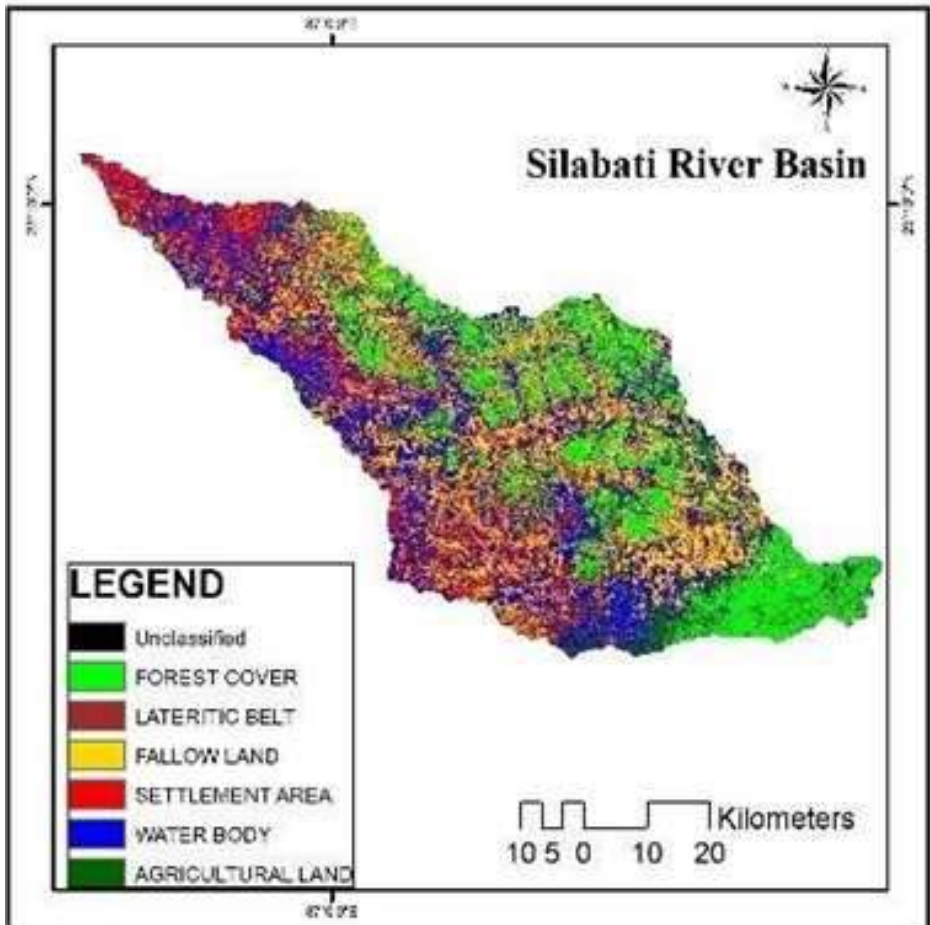 Silabati River Basin
LEGEND
Unclassified
FOREST COVER
LATERITIC BELT
FALLOW LAND
SETTLEMENT AREA
WATER BODY
AGRICULTURAL LAND
Kilometers
10 5 0 10 20